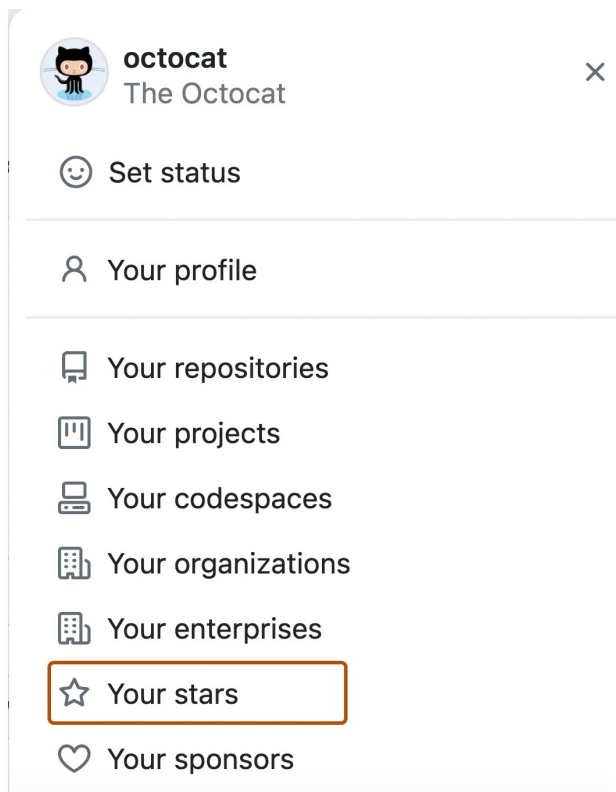 octocat
The Octocat
Set status
Your profile
Your repositories
Your projects
Your codespaces
Your organizations
Your enterprises
Your stars
Your sponsors